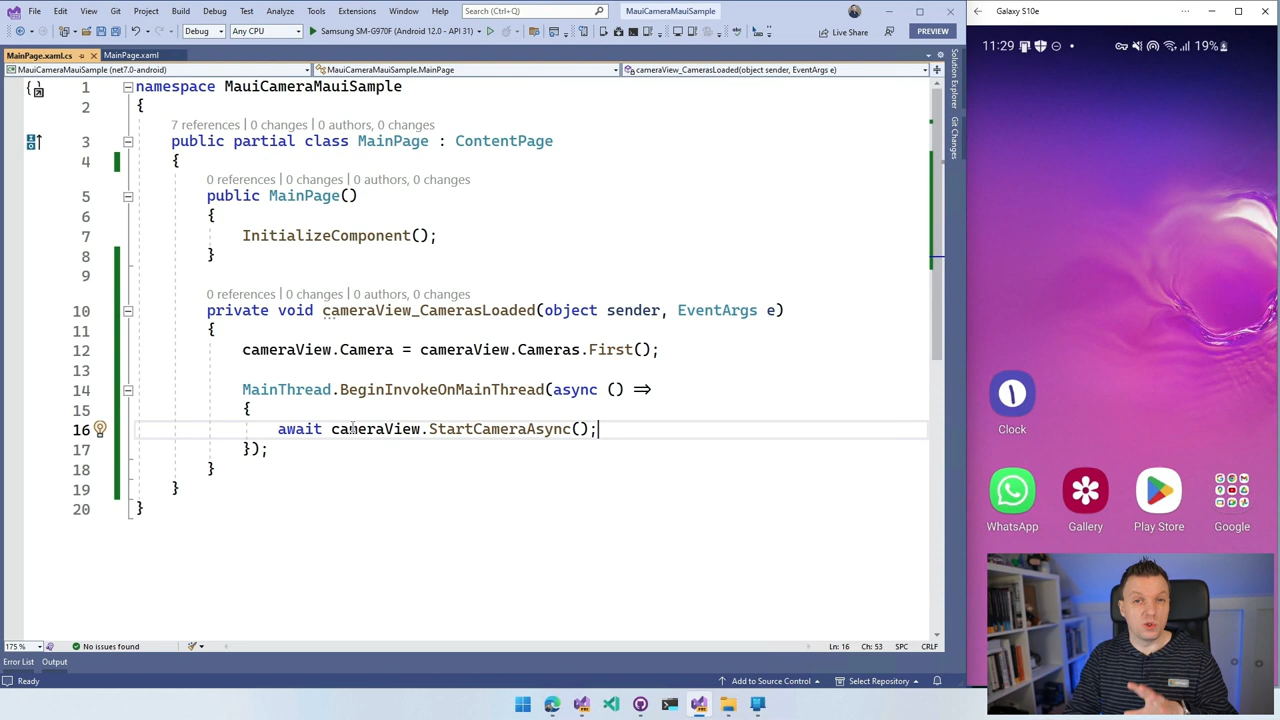 File Edit View Git Project Build Debug Test Analyze Tools Extensions Window Help Search (Ctrl+Q) MauiCameraMauiSample
Debug Any CPU Samsung SM-G970F (Android 12.0 - API 31) Live Share PREVIEW
MainPage.xaml.cs MainPage.xaml
MauiCameraMauiSample (net7.0-android) MauiCameraMauiSample.MainPage cameraView_CamerasLoaded(object sender, EventArgs e)
1 namespace MauiCameraMauiSample
2 {
7 references | 0 changes | 0 authors, 0 changes
3 public partial class MainPage : ContentPage
4 {
0 references | 0 changes | 0 authors, 0 changes
5 public MainPage()
6 {
7 InitializeComponent();
8 }
9
0 references | 0 changes | 0 authors, 0 changes
10 private void cameraView_CamerasLoaded(object sender, EventArgs e)
11 {
12 cameraView.Camera = cameraView.Cameras.First();
13
14 MainThread.BeginInvokeOnMainThread(async () =>
15 {
16 await cameraView.StartCameraAsync();
17 });
18 }
19 }
20 }
175 % No issues found Ln: 16 Ch: 53 SPC CRLF
Error List Output
Ready Add to Source Control Select Repository
Solution Explorer
Git Changes
Galaxy S10e
11:29 19%
Clock
WhatsApp Gallery Play Store Google